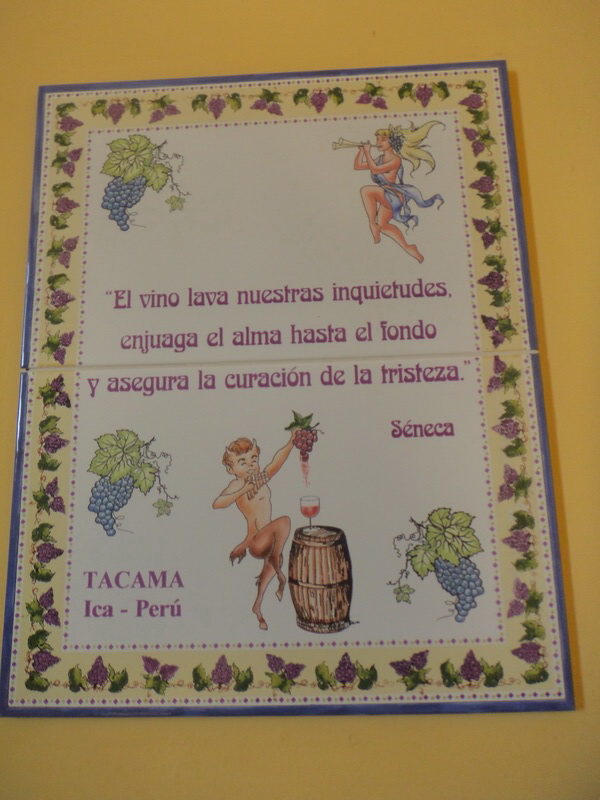 “El vino lava nuestras inquietudes,
enjuaga el alma hasta el fondo
y asegura la curación de la tristeza.”
Séneca
TACAMA
Ica - Perú